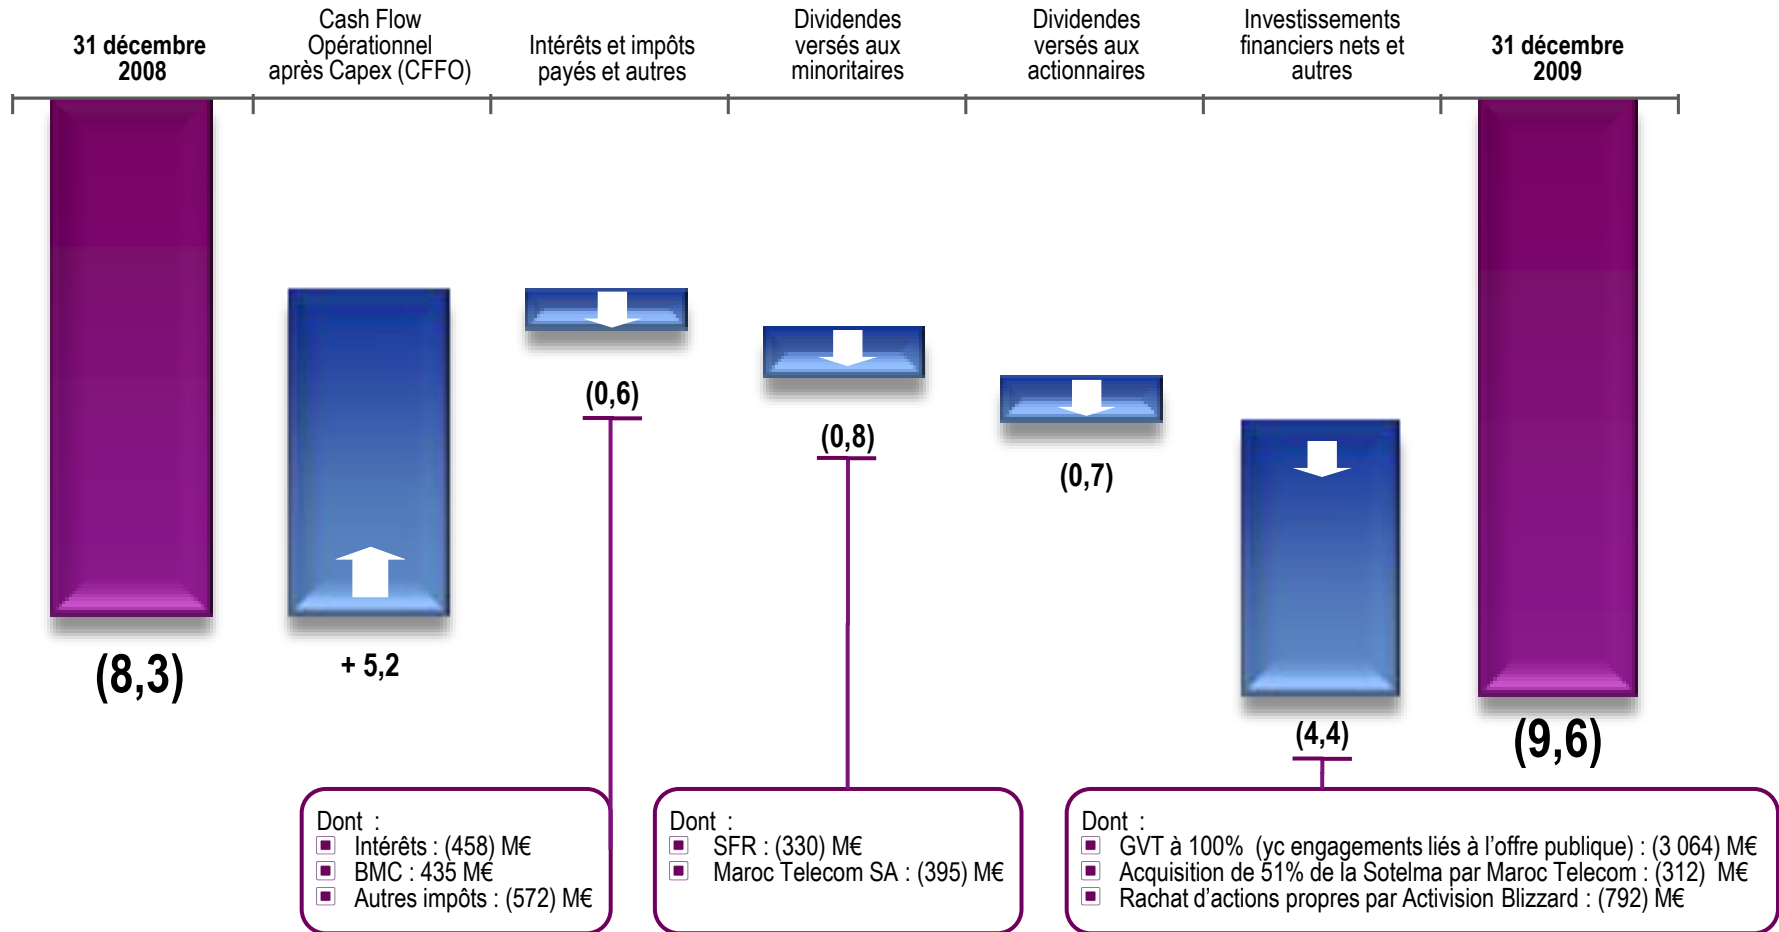 31 décembre
2008
Cash Flow
Opérationnel
après Capex (CFFO)
Intérêts et impôts
payés et autres
Dividendes
versés aux
minoritaires
Dividendes
versés aux
actionnaires
Investissements
financiers nets et
autres
31 décembre
2009
(8,3)
+ 5,2
(0,6)
(0,8)
(0,7)
(4,4)
(9,6)
Dont :
Intérêts : (458) M€
BMC : 435 M€
Autres impôts : (572) M€
Dont :
SFR : (330) M€
Maroc Telecom SA : (395) M€
Dont :
GVT à 100% (yc engagements liés à l'offre publique) : (3 064) M€
Acquisition de 51% de la Sotelma par Maroc Telecom : (312) M€
Rachat d'actions propres par Activision Blizzard : (792) M€